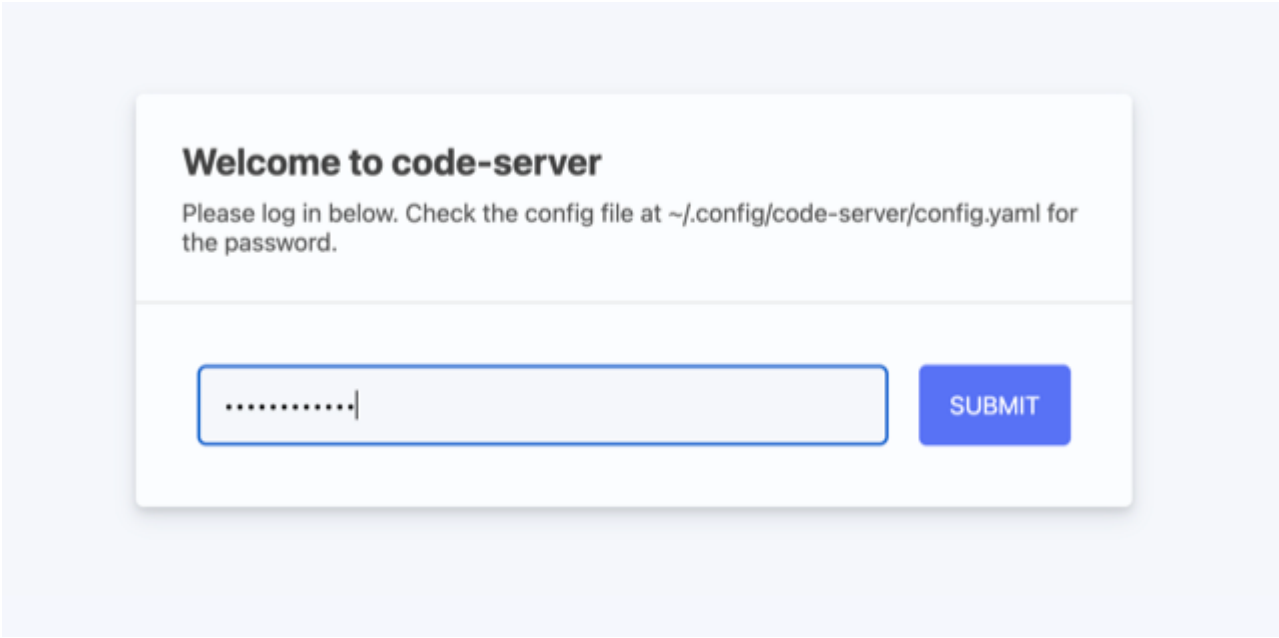 Welcome to code-server
Please log in below. Check the config file at ~/.config/code-server/config.yaml for
the password.
••••••••••••
SUBMIT